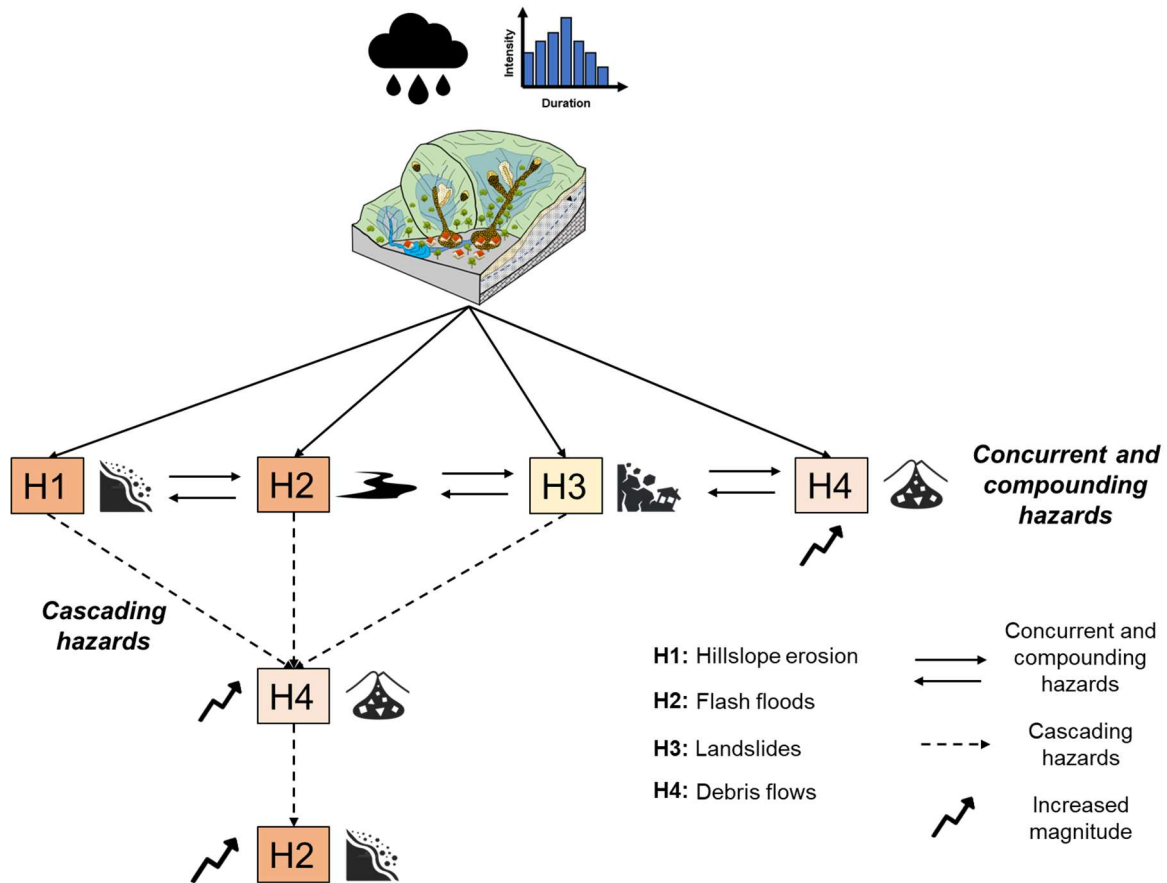 Intensity
Duration
H1
H2
H3
H4
Concurrent and
compounding
hazards
Cascading
hazards
H4
H2
H1: Hillslope erosion
H2: Flash floods
H3: Landslides
H4: Debris flows
Concurrent and
compounding
hazards
Cascading
hazards
Increased
magnitude